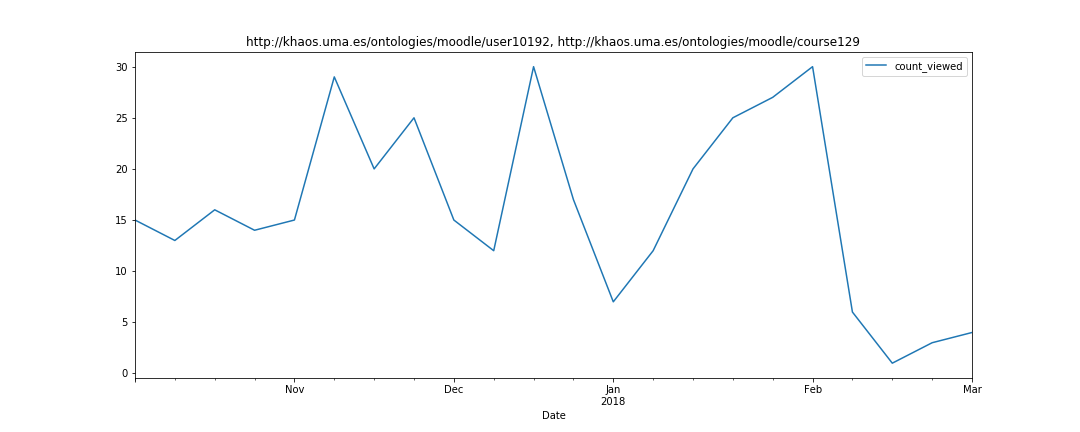 http://khaos.uma.es/ontologies/moodle/user10192, http://khaos.uma.es/ontologies/moodle/course129
count_viewed
30
25
20
15
10
5
0
Nov Dec Jan Feb Mar
2018
Date